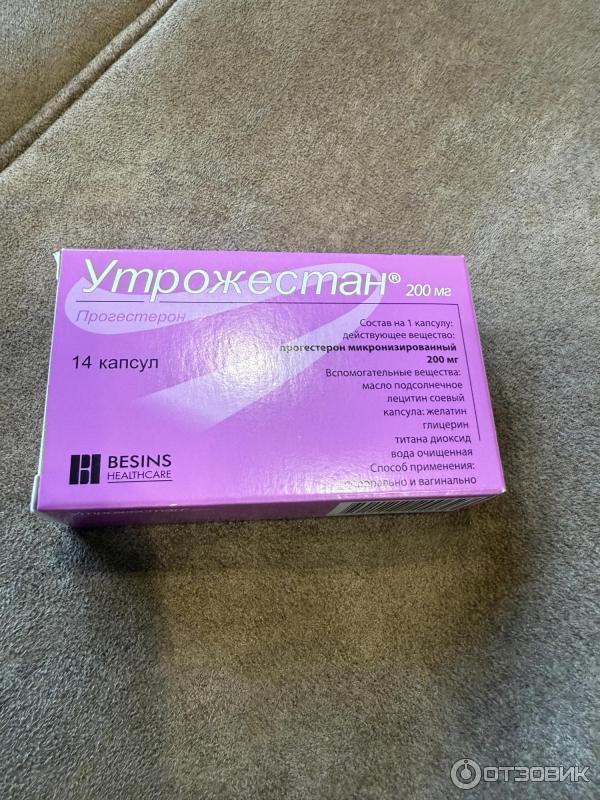 Утрожестан® 200 мг
Прогестерон
14 капсул
Состав на 1 капсулу:
действующее вещество:
прогестерон микронизированный
200 мг
Вспомогательные вещества:
масло подсолнечное
лецитин соевый
капсула: желатин
глицерин
титана диоксид
вода очищенная
Способ применения:
перорально и вагинально
BESINS
HEALTHCARE
ОТЗОВИК